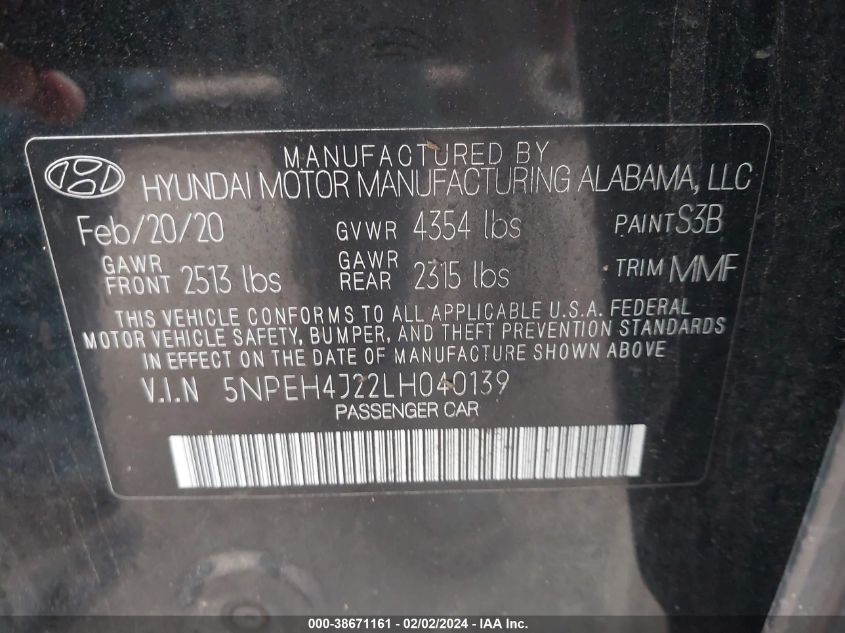 MANUFACTURED BY
HYUNDAI MOTOR MANUFACTURING ALABAMA, LLC
Feb/20/20 GVWR 4354 lbs PAINT S3B
GAWR FRONT 2513 lbs GAWR REAR 2315 lbs TRIM MMF
THIS VEHICLE CONFORMS TO ALL APPLICABLE U.S.A. FEDERAL
MOTOR VEHICLE SAFETY, BUMPER, AND THEFT PREVENTION STANDARDS
IN EFFECT ON THE DATE OF MANUFACTURE SHOWN ABOVE
V.I.N 5NPEH4J22LH040139
PASSENGER CAR
000-38671161 - 02/02/2024 - IAA Inc.